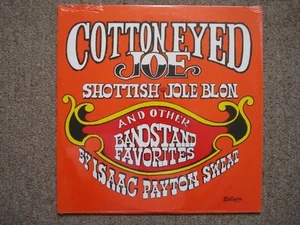 COTTON EYED
JOE
SHOTTISH JOLE BLON
AND OTHER
BANDSTAND
FAVORITES
BY ISAAC PAYTON SWEAT